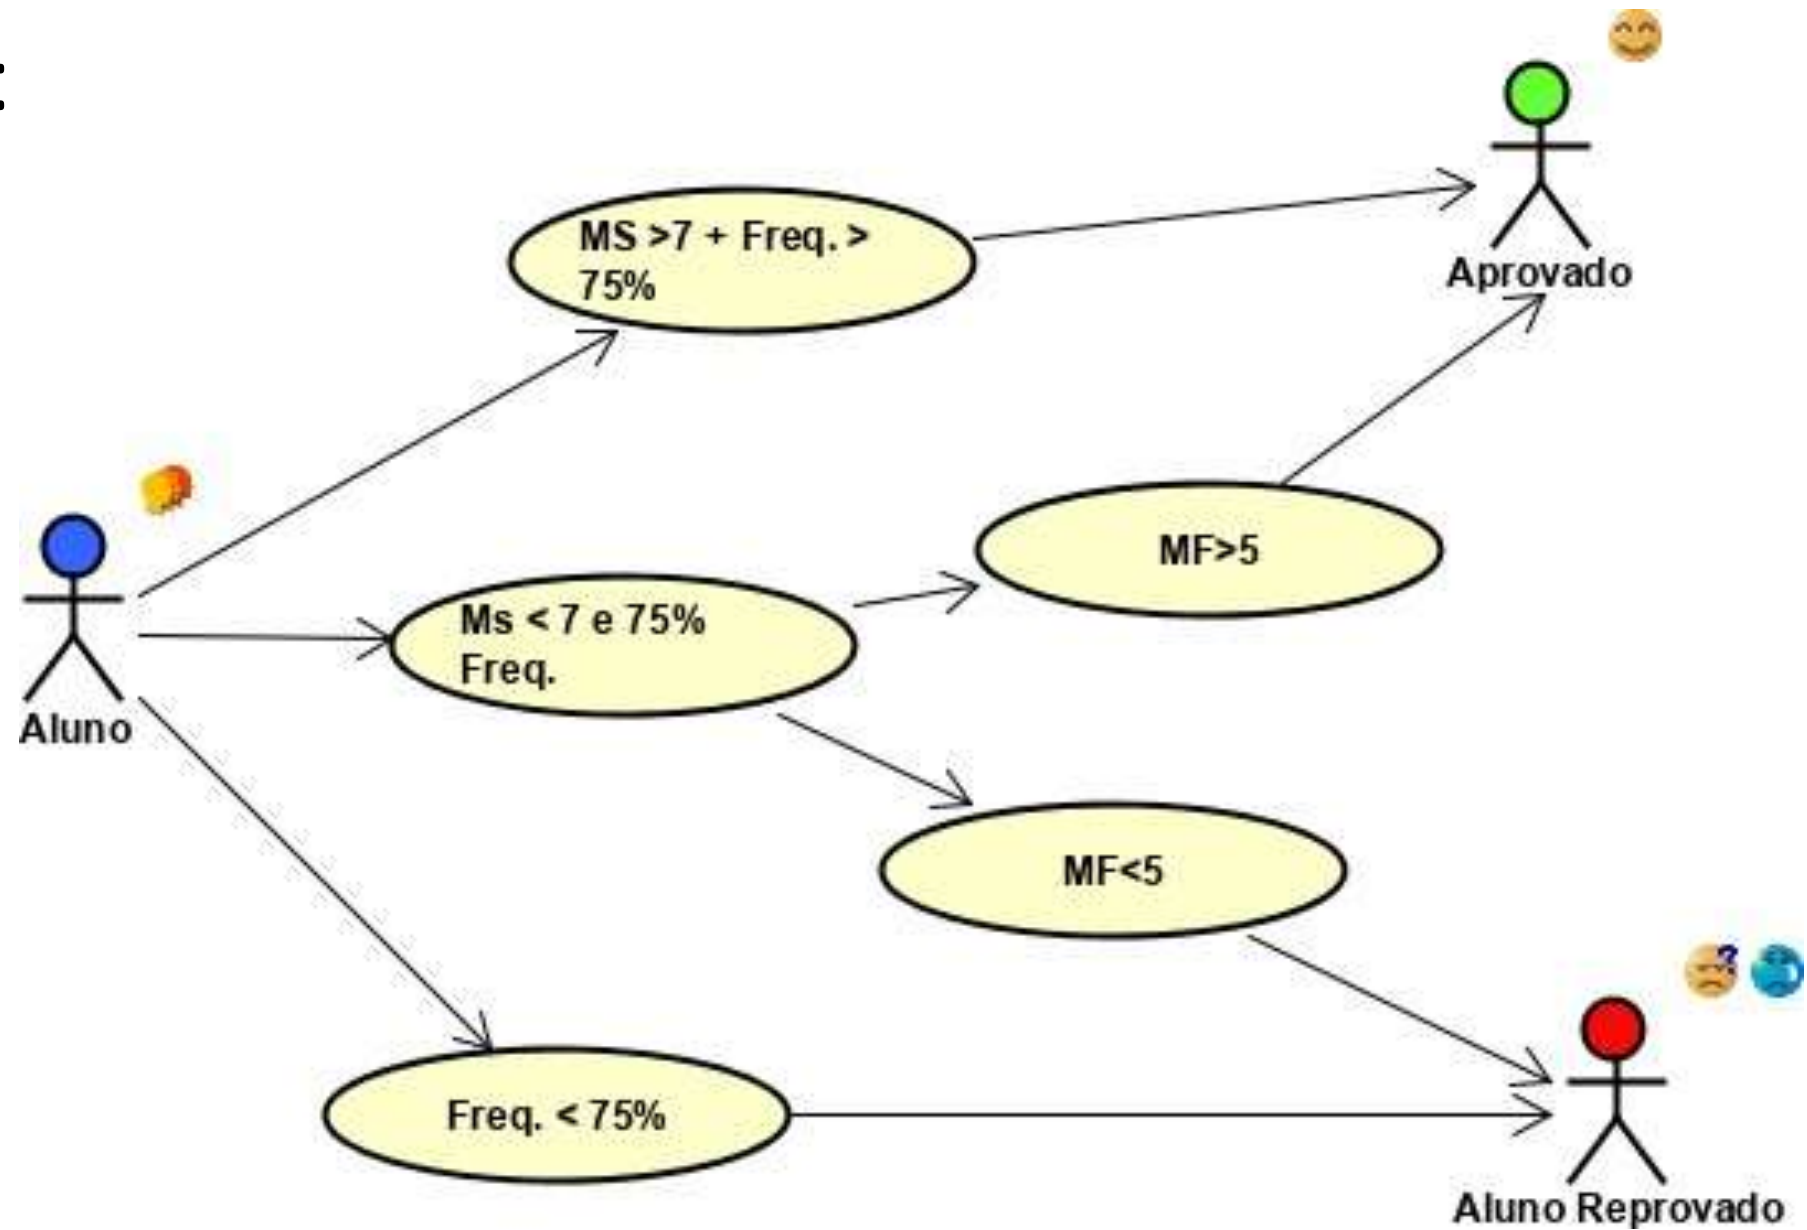 MS >7 + Freq. >
75%
Aprovado
MF>5
Ms < 7 e 75%
Freq.
Aluno
MF<5
Freq. < 75%
Aluno Reprovado